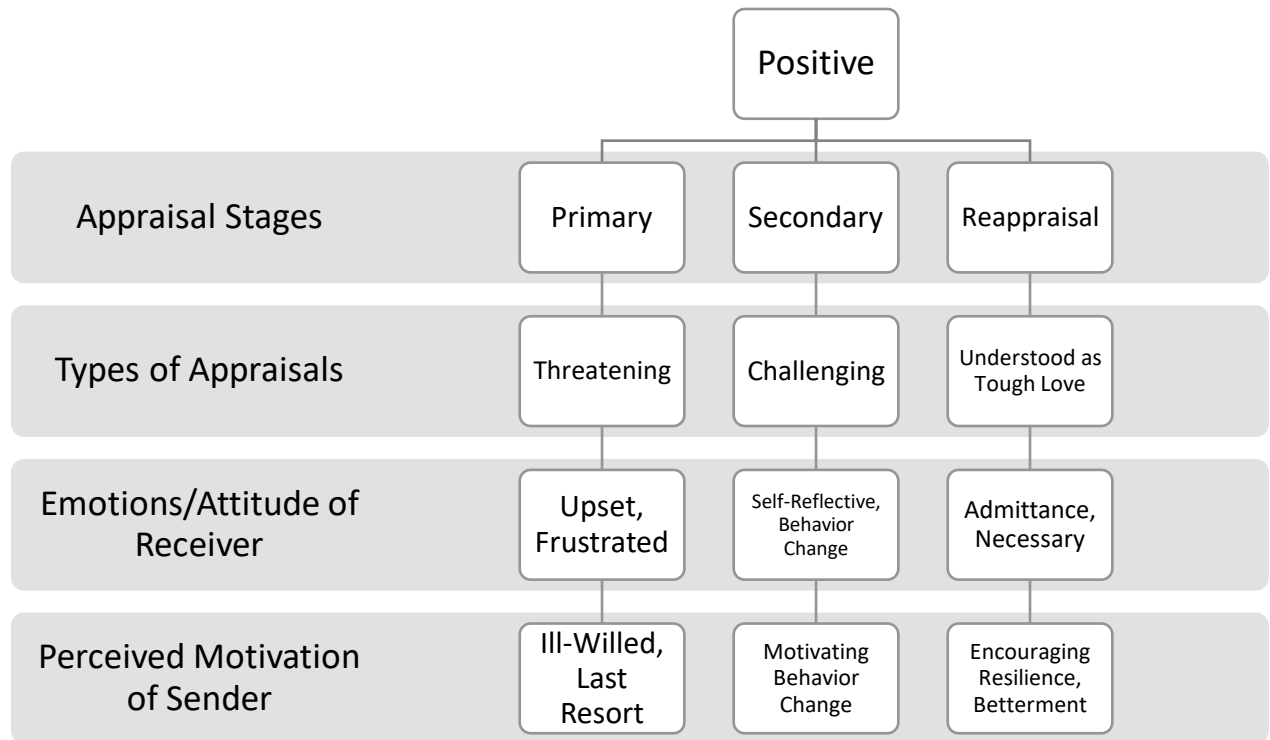 Positive
Appraisal Stages
Primary
Secondary
Reappraisal
Types of Appraisals
Threatening
Challenging
Understood as
Tough Love
Emotions/Attitude of
Receiver
Upset,
Frustrated
Self-Reflective,
Behavior
Change
Admittance,
Necessary
Perceived Motivation
of Sender
Ill-Willed,
Last
Resort
Motivating
Behavior
Change
Encouraging
Resilience,
Betterment